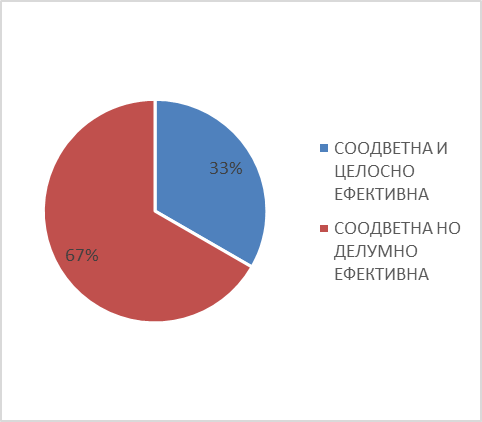 33%
67%
СООДВЕТНА И
ЦЕЛОСНО
ЕФЕКТИВНА
СООДВЕТНА НО
ДЕЛУМНО
ЕФЕКТИВНА